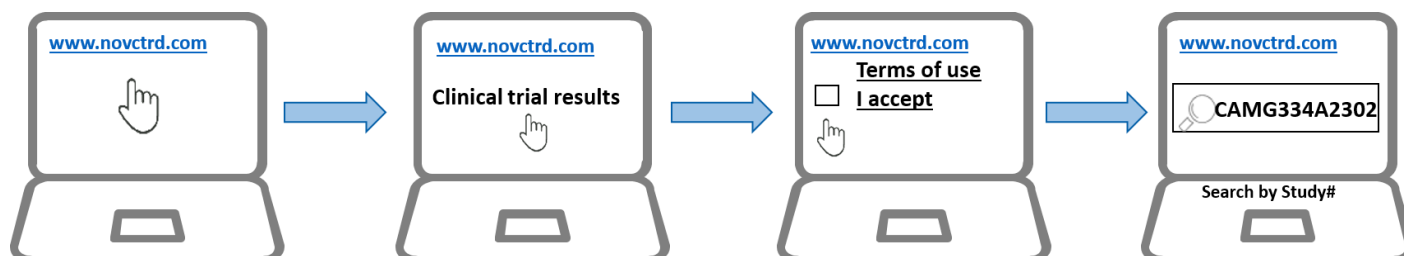 www.novctrd.com
www.novctrd.com
Clinical trial results
www.novctrd.com
Terms of use
I accept
www.novctrd.com
CAMG334A2302
Search by Study#